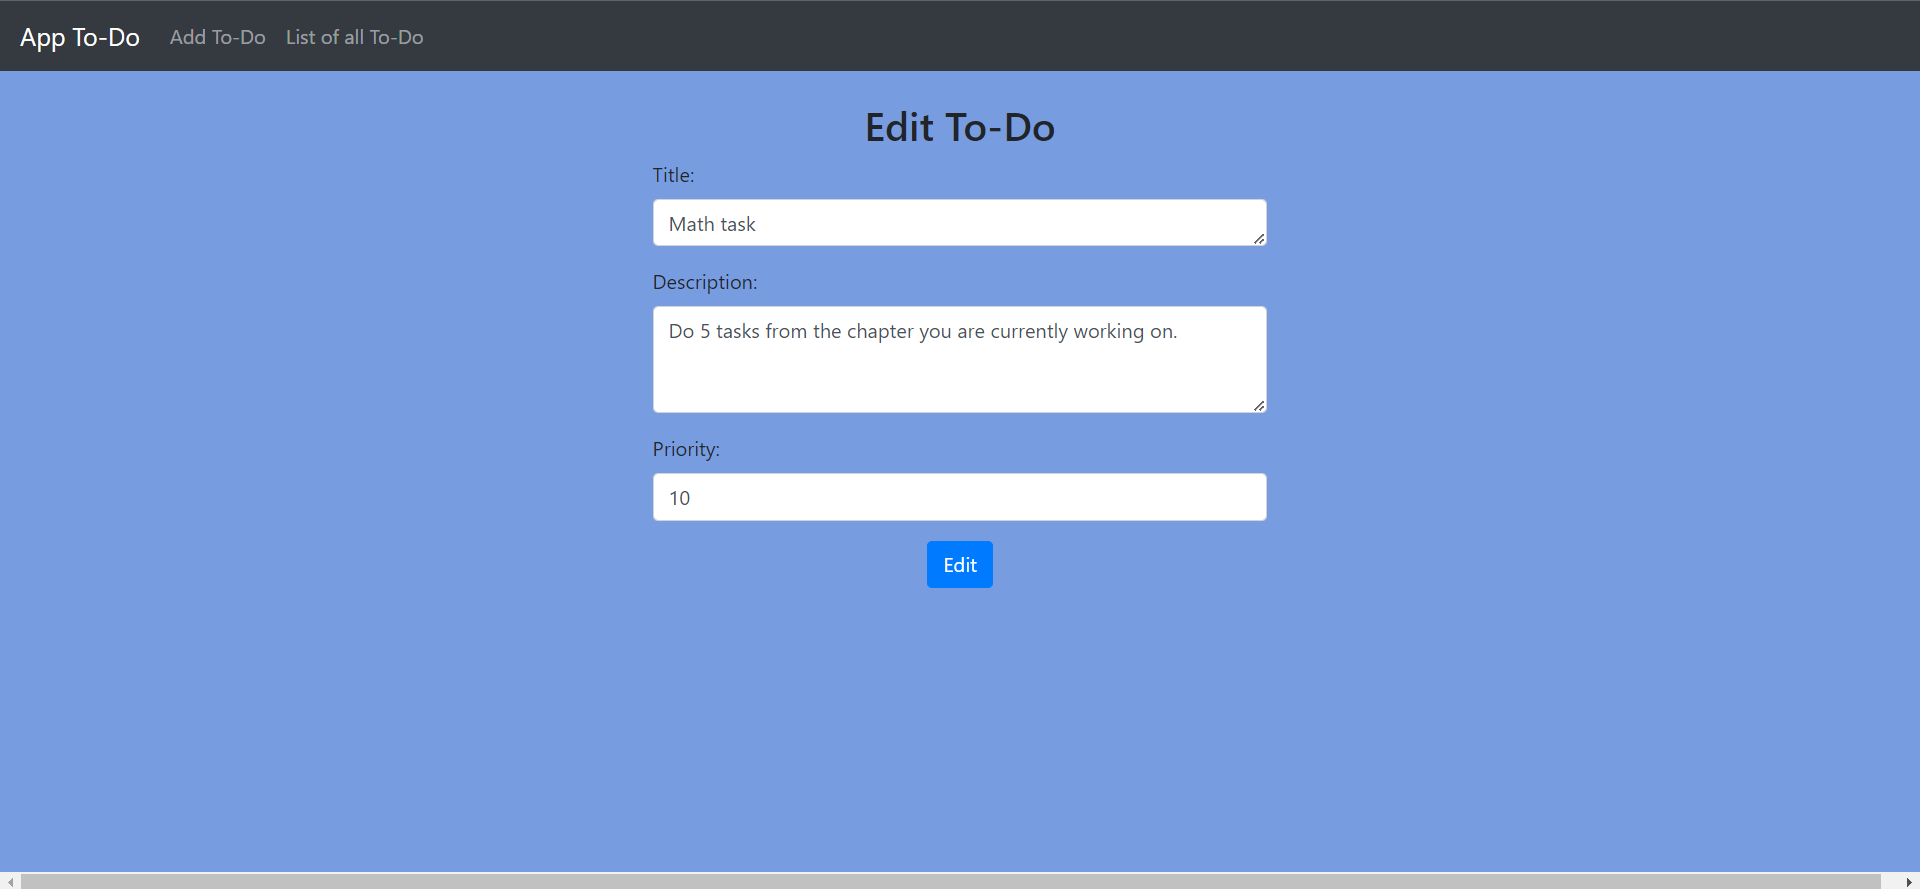 App To-Do Add To-Do List of all To-Do
Edit To-Do
Title:
Math task
Description:
Do 5 tasks from the chapter you are currently working on.
Priority:
10
Edit